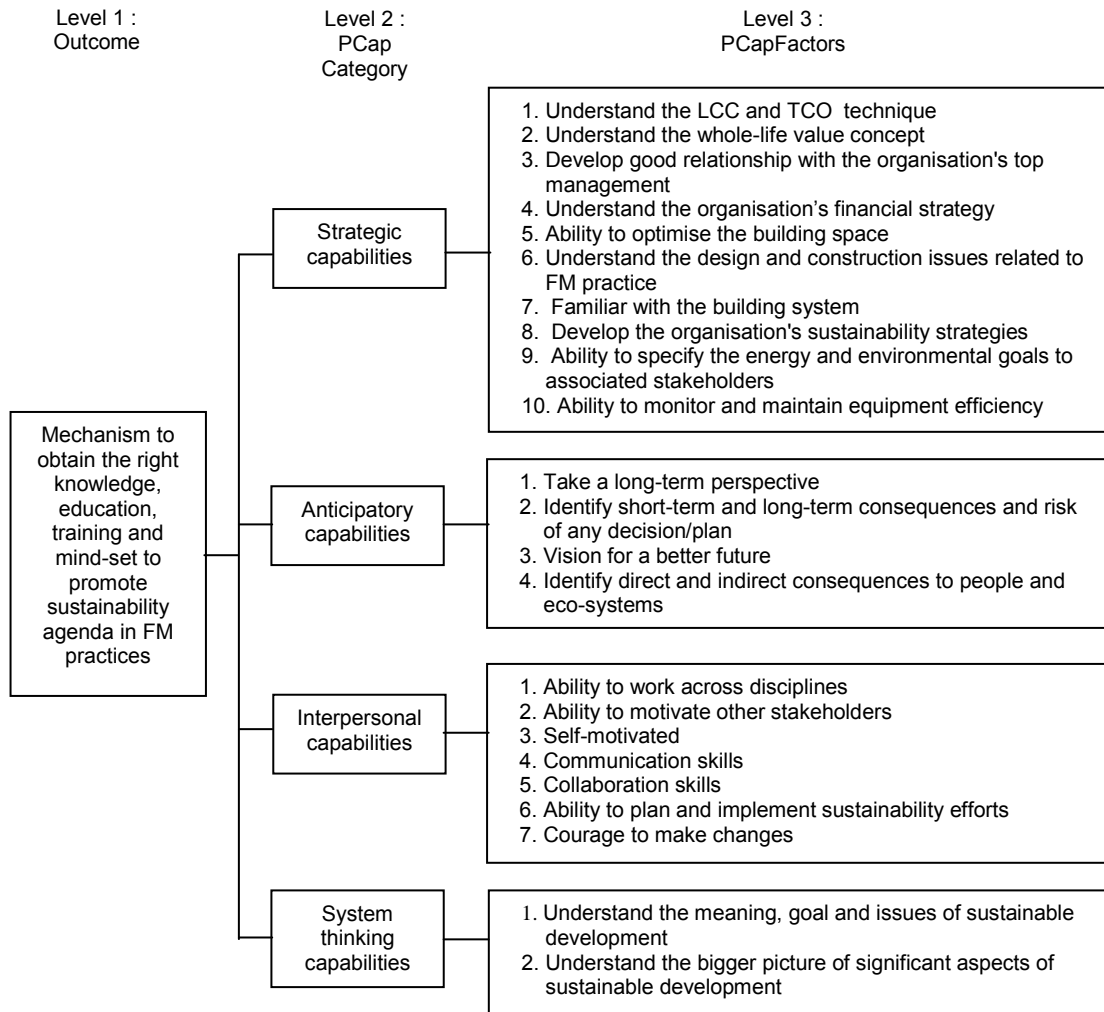 Level 1 :
Outcome
Level 2 :
PCap
Category
Level 3 :
PCapFactors
Mechanism to
obtain the right
knowledge,
education,
training and
mind-set to
promote
sustainability
agenda in FM
practices
Strategic
capabilities
1. Understand the LCC and TCO technique
2. Understand the whole-life value concept
3. Develop good relationship with the organisation's top
management
4. Understand the organisation’s financial strategy
5. Ability to optimise the building space
6. Understand the design and construction issues related to
FM practice
7. Familiar with the building system
8. Develop the organisation's sustainability strategies
9. Ability to specify the energy and environmental goals to
associated stakeholders
10. Ability to monitor and maintain equipment efficiency
Anticipatory
capabilities
1. Take a long-term perspective
2. Identify short-term and long-term consequences and risk
of any decision/plan
3. Vision for a better future
4. Identify direct and indirect consequences to people and
eco-systems
Interpersonal
capabilities
1. Ability to work across disciplines
2. Ability to motivate other stakeholders
3. Self-motivated
4. Communication skills
5. Collaboration skills
6. Ability to plan and implement sustainability efforts
7. Courage to make changes
System
thinking
capabilities
1. Understand the meaning, goal and issues of sustainable
development
2. Understand the bigger picture of significant aspects of
sustainable development